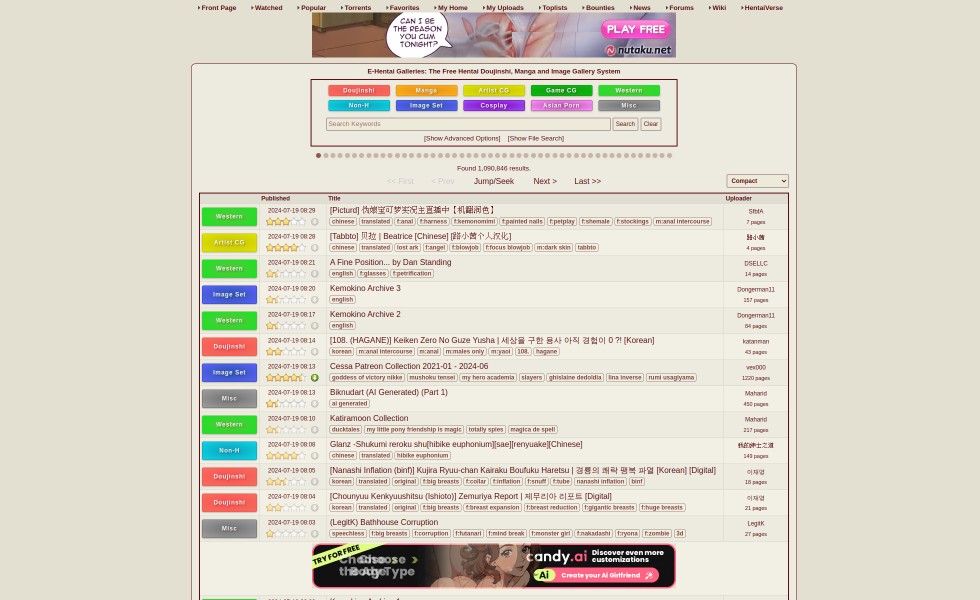 Front Page Watched Popular Torrents Favorites My Home My Uploads Toplists Bounties News Forums Wiki HentaiVerse
CAN I BE
THE REASON
YOU CUM
TONIGHT?
PLAY FREE
nutaku.net
E-Hentai Galleries: The Free Hentai Doujinshi, Manga and Image Gallery System
Doujinshi Manga Artist CG Game CG Western
Non-H Image Set Cosplay Asian Porn Misc
Search Keywords Search Clear
[Show Advanced Options] [Show File Search]
Found 1,090,846 results.
<< First < Prev Jump/Seek Next > Last >> Compact
Published Title Uploader
Western 2024-07-19 08:29 [Picturd] 伪娘宝可梦实况主直播中【机翻润色】 SfbfA
chinese translated f:anal f:harness f:kemonomimi f:painted nails f:petplay f:shemale f:stockings m:anal intercourse 7 pages
Artist CG 2024-07-19 08:28 [Tabbto] 贝拉 | Beatrice [Chinese] [路小茜个人汉化] 路小茜
chinese translated lost ark f:angel f:blowjob f:focus blowjob m:dark skin tabbto 4 pages
Western 2024-07-19 08:21 A Fine Position... by Dan Standing DSELLC
english f:glasses f:petrification 14 pages
Image Set 2024-07-19 08:20 Kemokino Archive 3 Dongerman11
english 157 pages
Western 2024-07-19 08:17 Kemokino Archive 2 Dongerman11
english 84 pages
Doujinshi 2024-07-19 08:14 [108. (HAGANE)] Keiken Zero No Guze Yusha | 세상을 구한 용사 아직 경험이 0 ?! [Korean] katanman
korean m:anal intercourse m:anal m:males only m:yaoi 108. hagane 43 pages
Image Set 2024-07-19 08:13 Cessa Patreon Collection 2021-01 - 2024-06 vex000
goddess of victory nikke mushoku tensei my hero academia slayers ghislaine dedoldia lina inverse rumi usagiyama 1220 pages
Misc 2024-07-19 08:13 Biknudart (AI Generated) (Part 1) Maharid
ai generated 450 pages
Western 2024-07-19 08:10 Katiramoon Collection Maharid
ducktales my little pony friendship is magic totally spies magica de spell 217 pages
Non-H 2024-07-19 08:08 Glanz -Shukumi reroku shu[hibike euphonium][sae][renyuake][Chinese] 我的紳士之道
chinese translated hibike euphonium 149 pages
Doujinshi 2024-07-19 08:05 [Nanashi Inflation (binf)] Kujira Ryuu-chan Kairaku Boufuku Haretsu | 경룡의 쾌락 팽복 파열 [Korean] [Digital] 이재영
korean translated original f:big breasts f:collar f:inflation f:snuff f:tube nanashi inflation binf 18 pages
Doujinshi 2024-07-19 08:04 [Chounyuu Kenkyuushitsu (Ishioto)] Zemuriya Report | 제무리아 리포트 [Digital] 이재영
korean translated original f:big breasts f:breast expansion f:breast reduction f:gigantic breasts f:huge breasts 21 pages
Misc 2024-07-19 08:03 (LegitK) Bathhouse Corruption LegitK
speechless f:big breasts f:corruption f:futanari f:mind break f:monster girl f:nakadashi f:ryona f:zombie 3d 27 pages
TRY FOR FREE
candy.ai Discover even more
customizations
Ai Create your AI Girlfriend